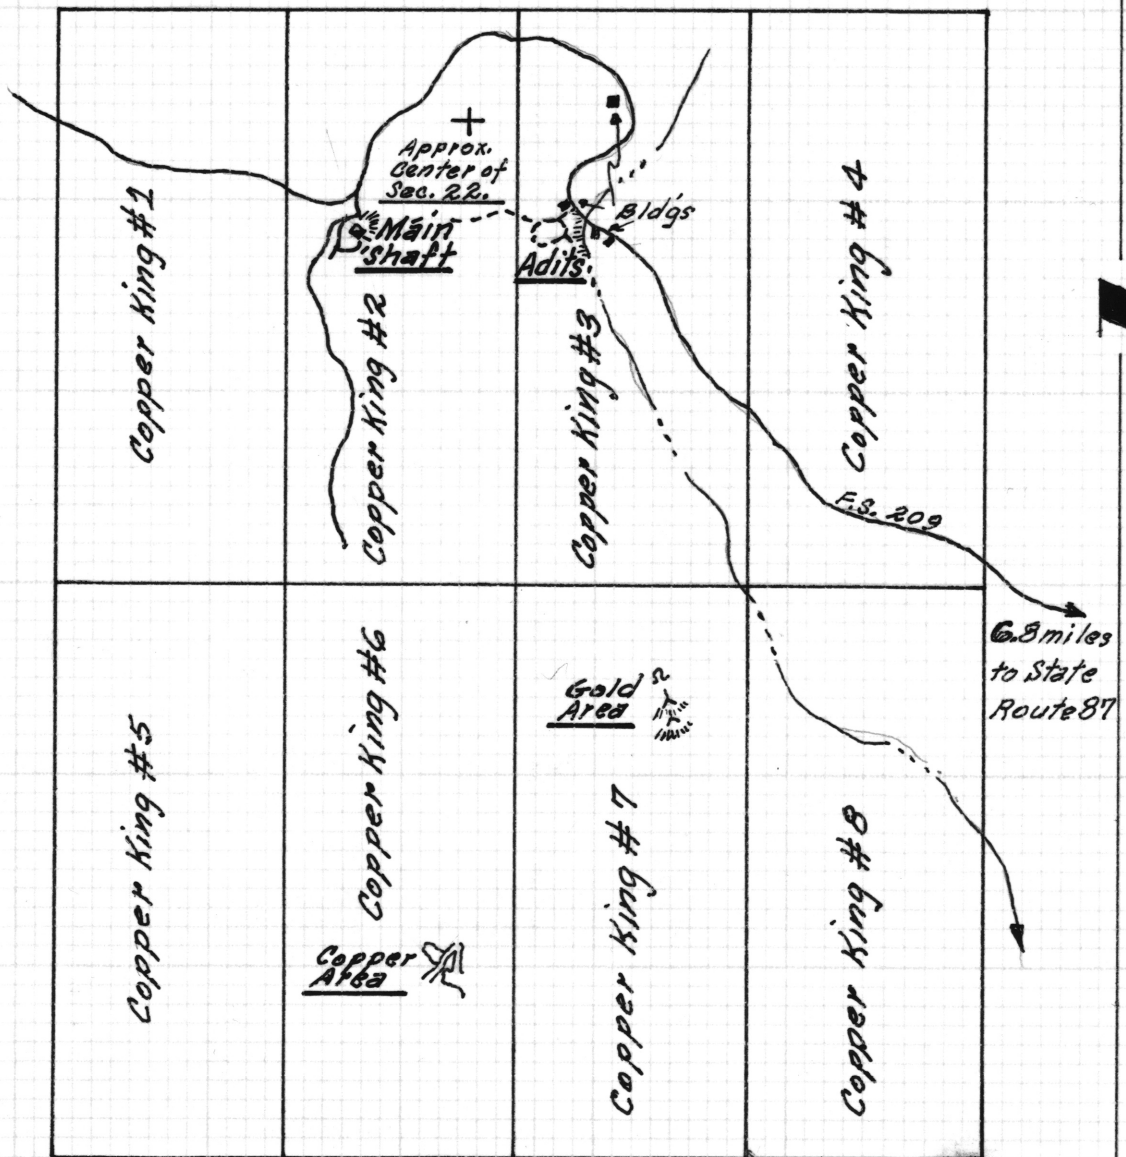 Approx.
Center of
Sec. 22.
Main
shaft
Bldgs
Adits
Copper King #1
Copper King #2
Copper King #3
Copper King #4
F.S. 209
6.8 miles
to State
Route 87
Copper King #5
Copper King #6
Gold
Area
Copper King #7
Copper King #8
Copper
Area